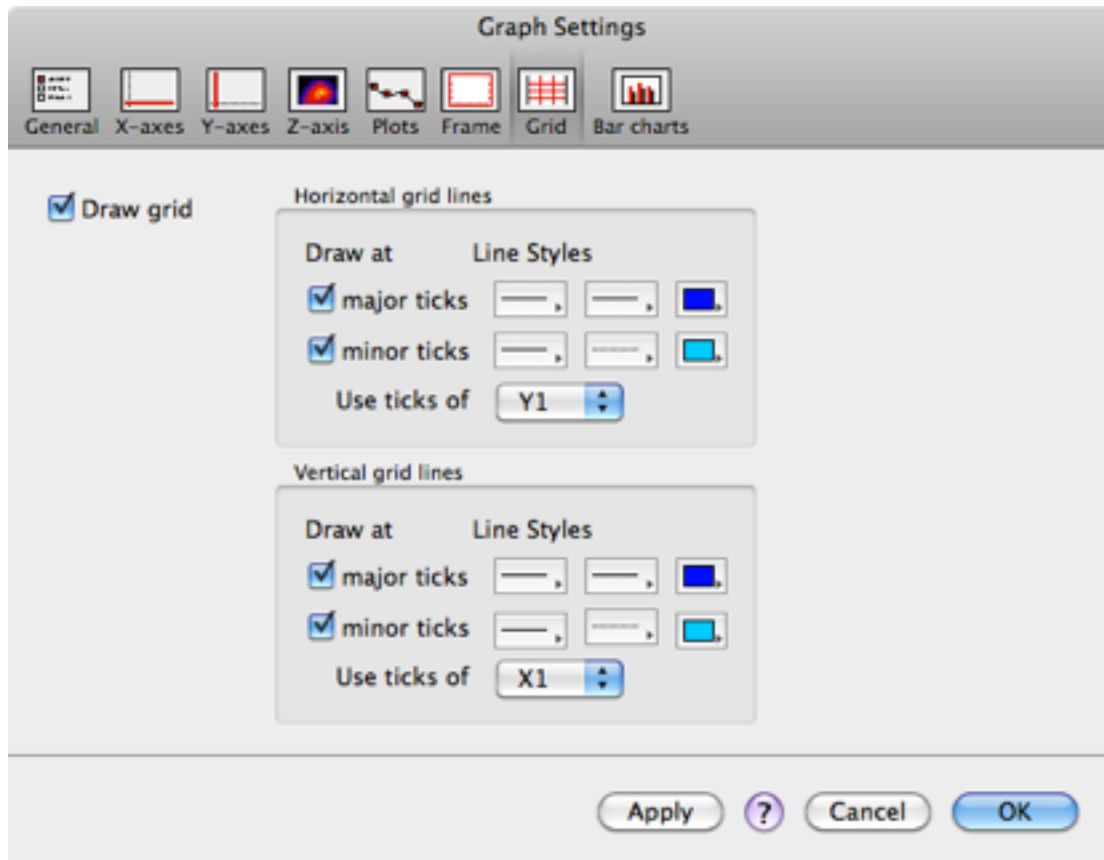 Graph Settings
General X-axes Y-axes Z-axis Plots Frame Grid Bar charts
Draw grid
Horizontal grid lines
Draw at Line Styles
major ticks
minor ticks
Use ticks of Y1
Vertical grid lines
Draw at Line Styles
major ticks
minor ticks
Use ticks of X1
Apply ? Cancel OK